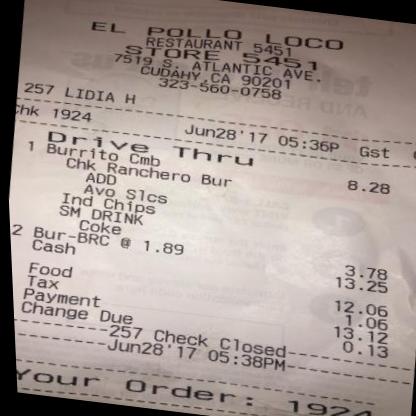 EL POLLO LOCO
RESTAURANT 5451
STORE 5451
7519 S. ATLANTIC AVE.
CUDAHY, CA 90201
323-560-0758
257 LIDIA H
Chk 1924 Jun28'17 05:36P Gst
Drive Thru
1 Burrito Cmb 8.28
Chk Ranchero Bur
ADD
Avo Slcs
Ind Chips
SM DRINK
Coke
2 Bur-BRC @ 1.89 3.78
Cash 13.25
Food 12.06
Tax 1.06
Payment 13.12
Change Due 0.13
257 Check Closed
Jun28'17 05:38PM
Your Order: 1924